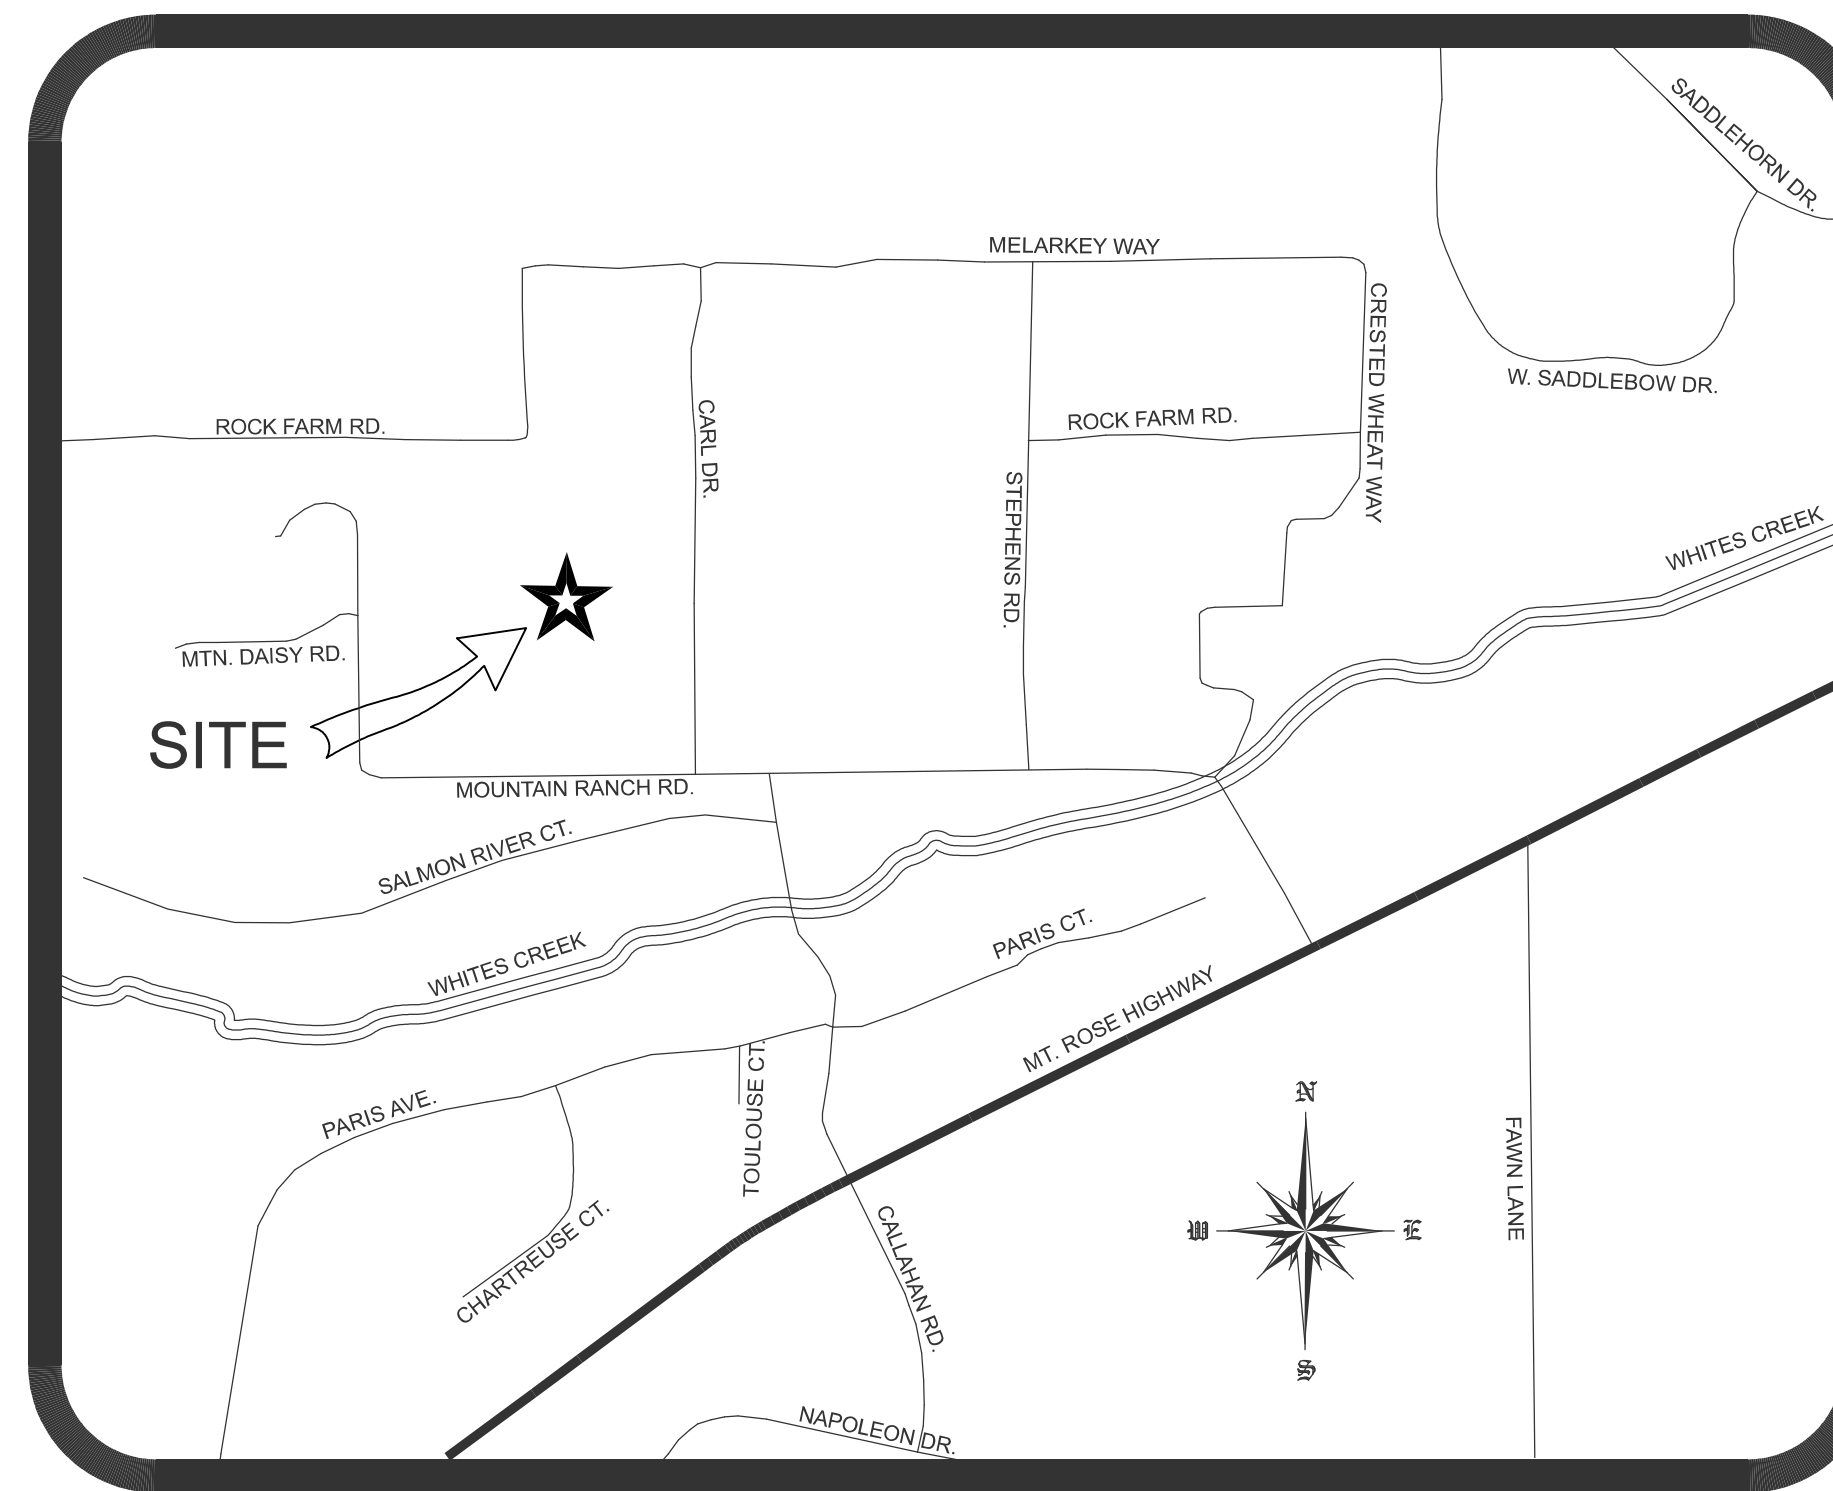 SADDLEHORN DR.
MELARKEY WAY
CRESTED WHEAT WAY
W. SADDLEBOW DR.
ROCK FARM RD.
CARL DR.
ROCK FARM RD.
STEPHENS RD.
WHITES CREEK
MTN. DAISY RD.
SITE
MOUNTAIN RANCH RD.
SALMON RIVER CT.
WHITES CREEK
PARIS CT.
MT. ROSE HIGHWAY
TOULOUSE CT.
PARIS AVE.
N
FAWN LANE
CHARTREUSE CT.
CALLAHAN RD.
W
E
S
NAPOLEON DR.